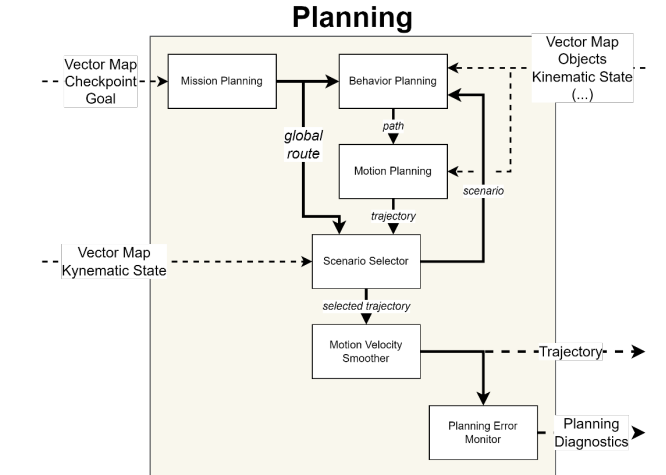 Planning
Vector Map
Checkpoint
Goal
Mission Planning
Behavior Planning
Vector Map
Objects
Kinematic State
(...)
global
route
path
Motion Planning
scenario
trajectory
Vector Map
Kynematic State
Scenario Selector
selected trajectory
Motion Velocity
Smoother
Trajectory
Planning Error
Monitor
Planning
Diagnostics